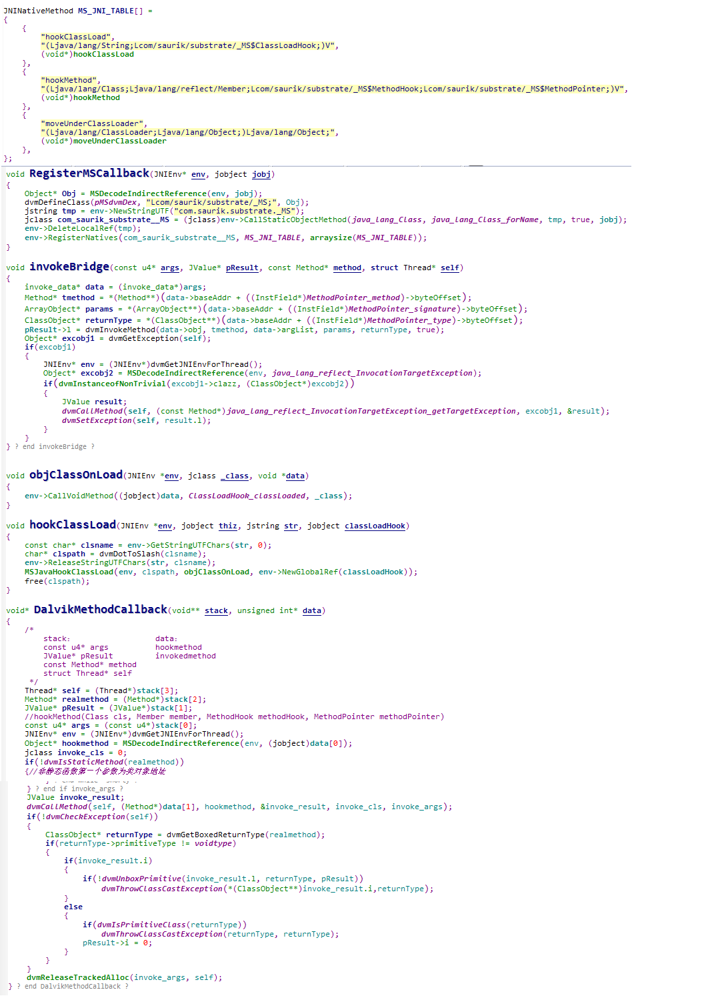 JNINativeMethod MS_JNI_TABLE[] =
{
    {
        "hookClassLoad",
        "(Ljava/lang/String;Lcom/saurik/substrate/_MS$ClassLoadHook;)V",
        (void*)hookClassLoad
    },
    {
        "hookMethod",
        "(Ljava/lang/Class;Ljava/lang/reflect/Member;Lcom/saurik/substrate/_MS$MethodHook;Lcom/saurik/substrate/_MS$MethodPointer;)V",
        (void*)hookMethod
    },
    {
        "moveUnderClassLoader",
        "(Ljava/lang/ClassLoader;Ljava/lang/Object;)Ljava/lang/Object;",
        (void*)moveUnderClassLoader
    },
};
void RegisterMSCallback(JNIEnv* env, jobject jobj)
{
    Object* Obj = MSDecodeIndirectReference(env, jobj);
    dvmDefineClass(pMSdvmDex, "Lcom/saurik/substrate/_MS;", Obj);
    jstring tmp = env->NewStringUTF("com.saurik.substrate._MS");
    jclass com_saurik_substrate__MS = (jclass)env->CallStaticObjectMethod(java_lang_Class, java_lang_Class_forName, tmp, true, jobj);
    env->DeleteLocalRef(tmp);
    env->RegisterNatives(com_saurik_substrate__MS, MS_JNI_TABLE, arraysize(MS_JNI_TABLE));
}
void invokeBridge(const u4* args, JValue* pResult, const Method* method, struct Thread* self)
{
    invoke_data* data = (invoke_data*)args;
    Method* tmethod = *(Method**)(data->baseAddr + ((InstField*)MethodPointer_method)->byteOffset);
    ArrayObject* params = *(ArrayObject**)(data->baseAddr + ((InstField*)MethodPointer_signature)->byteOffset);
    ClassObject* returnType = *(ClassObject**)(data->baseAddr + ((InstField*)MethodPointer_type)->byteOffset);
    pResult->l = dvmInvokeMethod(data->obj, tmethod, data->argList, params, returnType, true);
    Object* excobj1 = dvmGetException(self);
    if(excobj1)
    {
        JNIEnv* env = (JNIEnv*)dvmGetJNIEnvForThread();
        Object* excobj2 = MSDecodeIndirectReference(env, java_lang_reflect_InvocationTargetException);
        if(dvmInstanceofNonTrivial(excobj1->clazz, (ClassObject*)excobj2))
        {
            JValue result;
            dvmCallMethod(self, (const Method*)java_lang_reflect_InvocationTargetException_getTargetException, excobj1, &result);
            dvmSetException(self, result.l);
        }
    }
} ? end invokeBridge ?
void objClassOnLoad(JNIEnv *env, jclass _class, void *data)
{
    env->CallVoidMethod((jobject)data, ClassLoadHook_classLoaded, _class);
}
void hookClassLoad(JNIEnv *env, jobject thiz, jstring str, jobject classLoadHook)
{
    const char* clsname = env->GetStringUTFChars(str, 0);
    char* clspath = dvmDotToSlash(clsname);
    env->ReleaseStringUTFChars(str, clsname);
    MSJavaHookClassLoad(env, clspath, objClassOnLoad, env->NewGlobalRef(classLoadHook));
    free(clspath);
}
void* DalvikMethodCallback(void** stack, unsigned int* data)
{
    /*
        stack:                  data:
        const u4* args          hookmethod
        JValue* pResult         invokedmethod
        const Method* method
        struct Thread* self
     */
    Thread* self = (Thread*)stack[3];
    Method* realmethod = (Method*)stack[2];
    JValue* pResult = (JValue*)stack[1];
    //hookMethod(Class cls, Member member, MethodHook methodHook, MethodPointer methodPointer)
    const u4* args = (const u4*)stack[0];
    JNIEnv* env = (JNIEnv*)dvmGetJNIEnvForThread();
    Object* hookmethod = MSDecodeIndirectReference(env, (jobject)data[0]);
    jclass invoke_cls = 0;
    if(!dvmIsStaticMethod(realmethod))
    {//非静态函数第一个参数为类对象地址
    } ? end if invoke_args ?
    JValue invoke_result;
    dvmCallMethod(self, (Method*)data[1], hookmethod, &invoke_result, invoke_cls, invoke_args);
    if(!dvmCheckException(self))
    {
        ClassObject* returnType = dvmGetBoxedReturnType(realmethod);
        if(returnType->primitiveType != voidtype)
        {
            if(invoke_result.i)
            {
                if(!dvmUnboxPrimitive(invoke_result.l, returnType, pResult))
                    dvmThrowClassCastException(*(ClassObject**)invoke_result.i,returnType);
            }
            else
            {
                if(dvmIsPrimitiveClass(returnType))
                    dvmThrowClassCastException(returnType, returnType);
                pResult->i = 0;
            }
        }
    }
    dvmReleaseTrackedAlloc(invoke_args, self);
} ? end DalvikMethodCallback ?